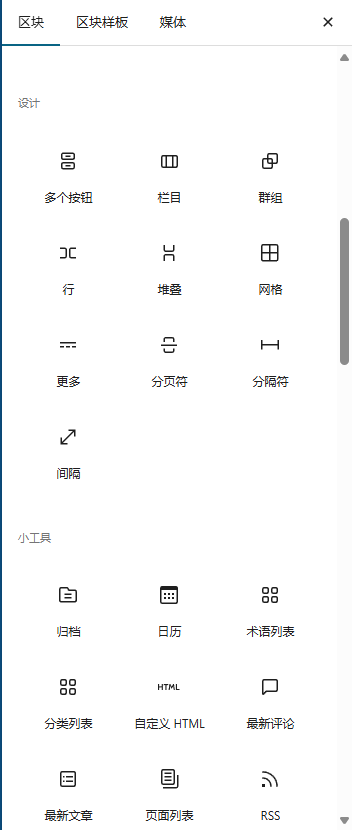 区块 区块样板 媒体
设计
多个按钮 栏目 群组
行 堆叠 网格
更多 分页符 分隔符
间隔
小工具
归档 日历 术语列表
HTML
分类列表 自定义 HTML 最新评论
最新文章 页面列表 RSS